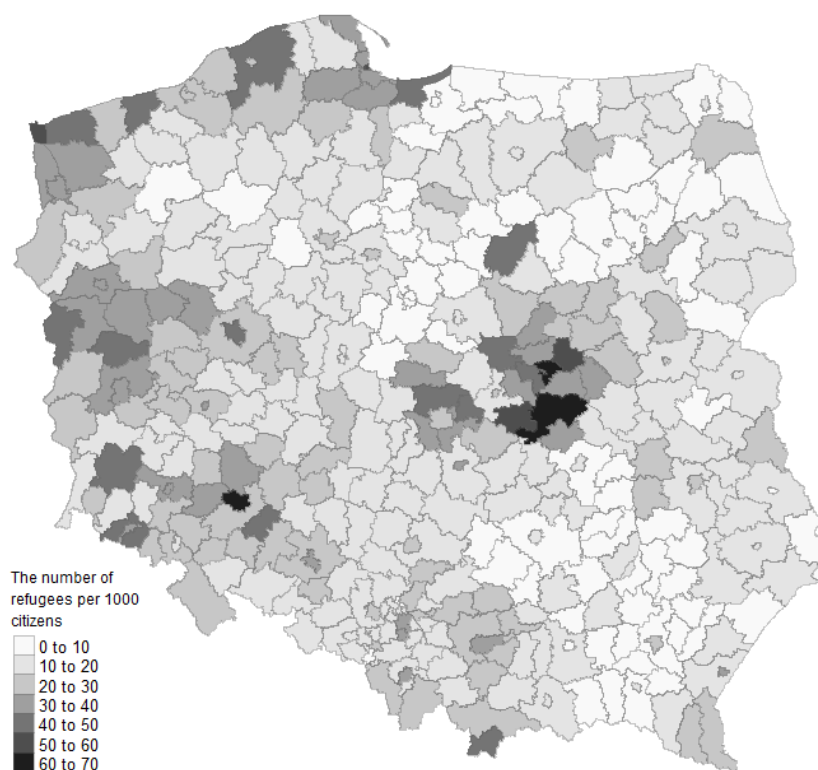 The number of
refugees per 1000
citizens
0 to 10
10 to 20
20 to 30
30 to 40
40 to 50
50 to 60
60 to 70